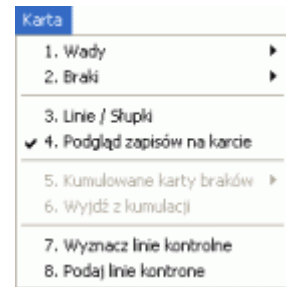 Karta
1. Wady
2. Braki
3. Linie / Słupki
4. Podgląd zapisów na karcie
5. Kumulowane karty braków
6. Wyjdź z kumulacji
7. Wyznacz linie kontrolne
8. Podaj linie kontrone